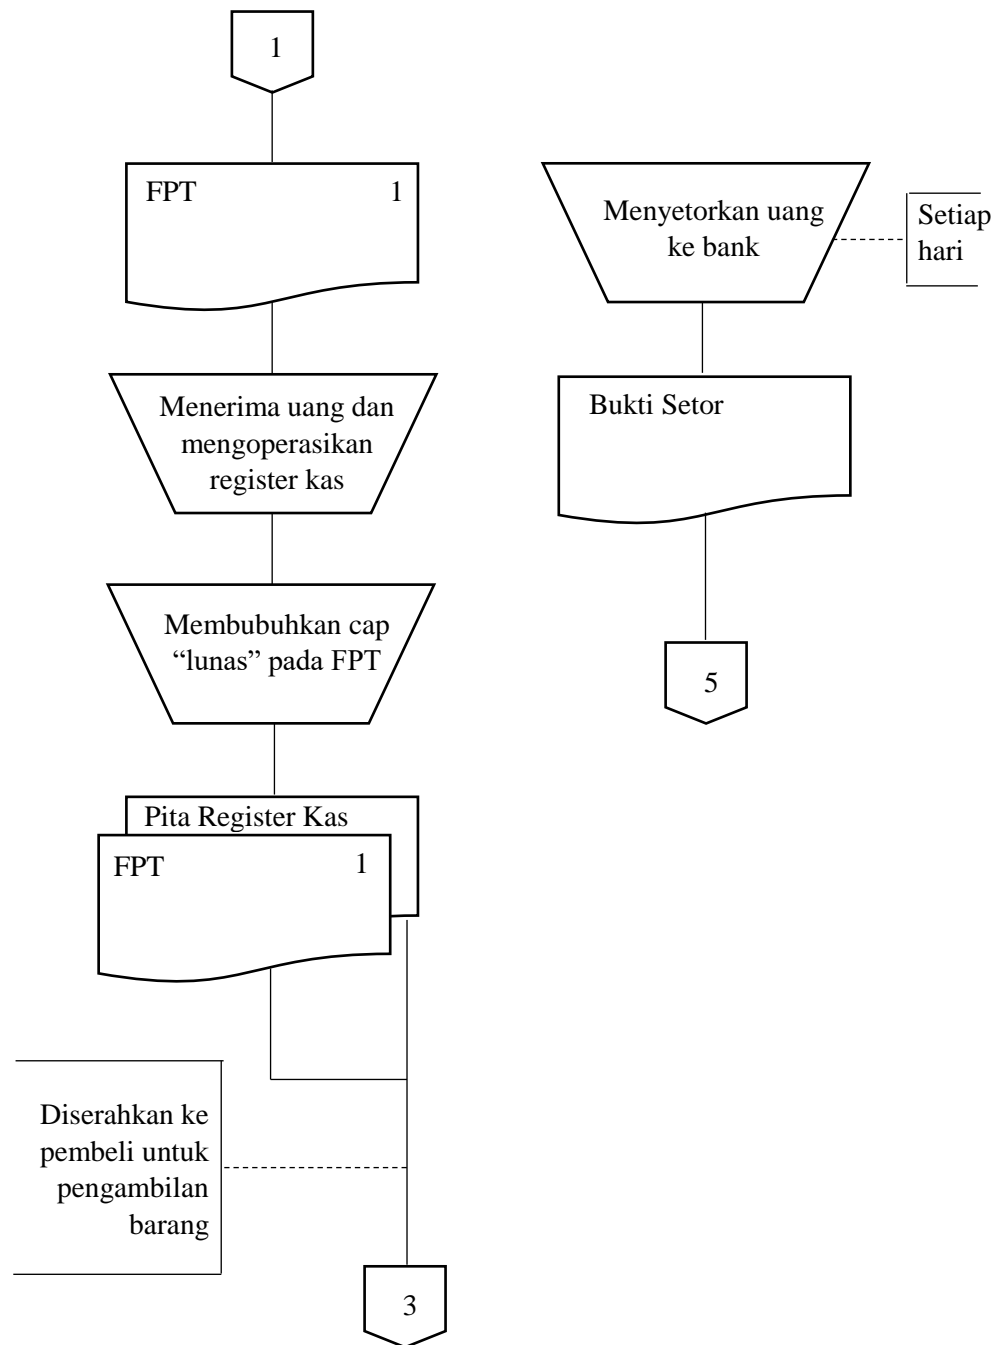 1
FPT 1
Menerima uang dan
mengoperasikan
register kas
Membubuhkan cap
“lunas” pada FPT
Pita Register Kas
FPT 1
Diserahkan ke
pembeli untuk
pengambilan
barang
3
Menyetorkan uang
ke bank
Setiap
hari
Bukti Setor
5